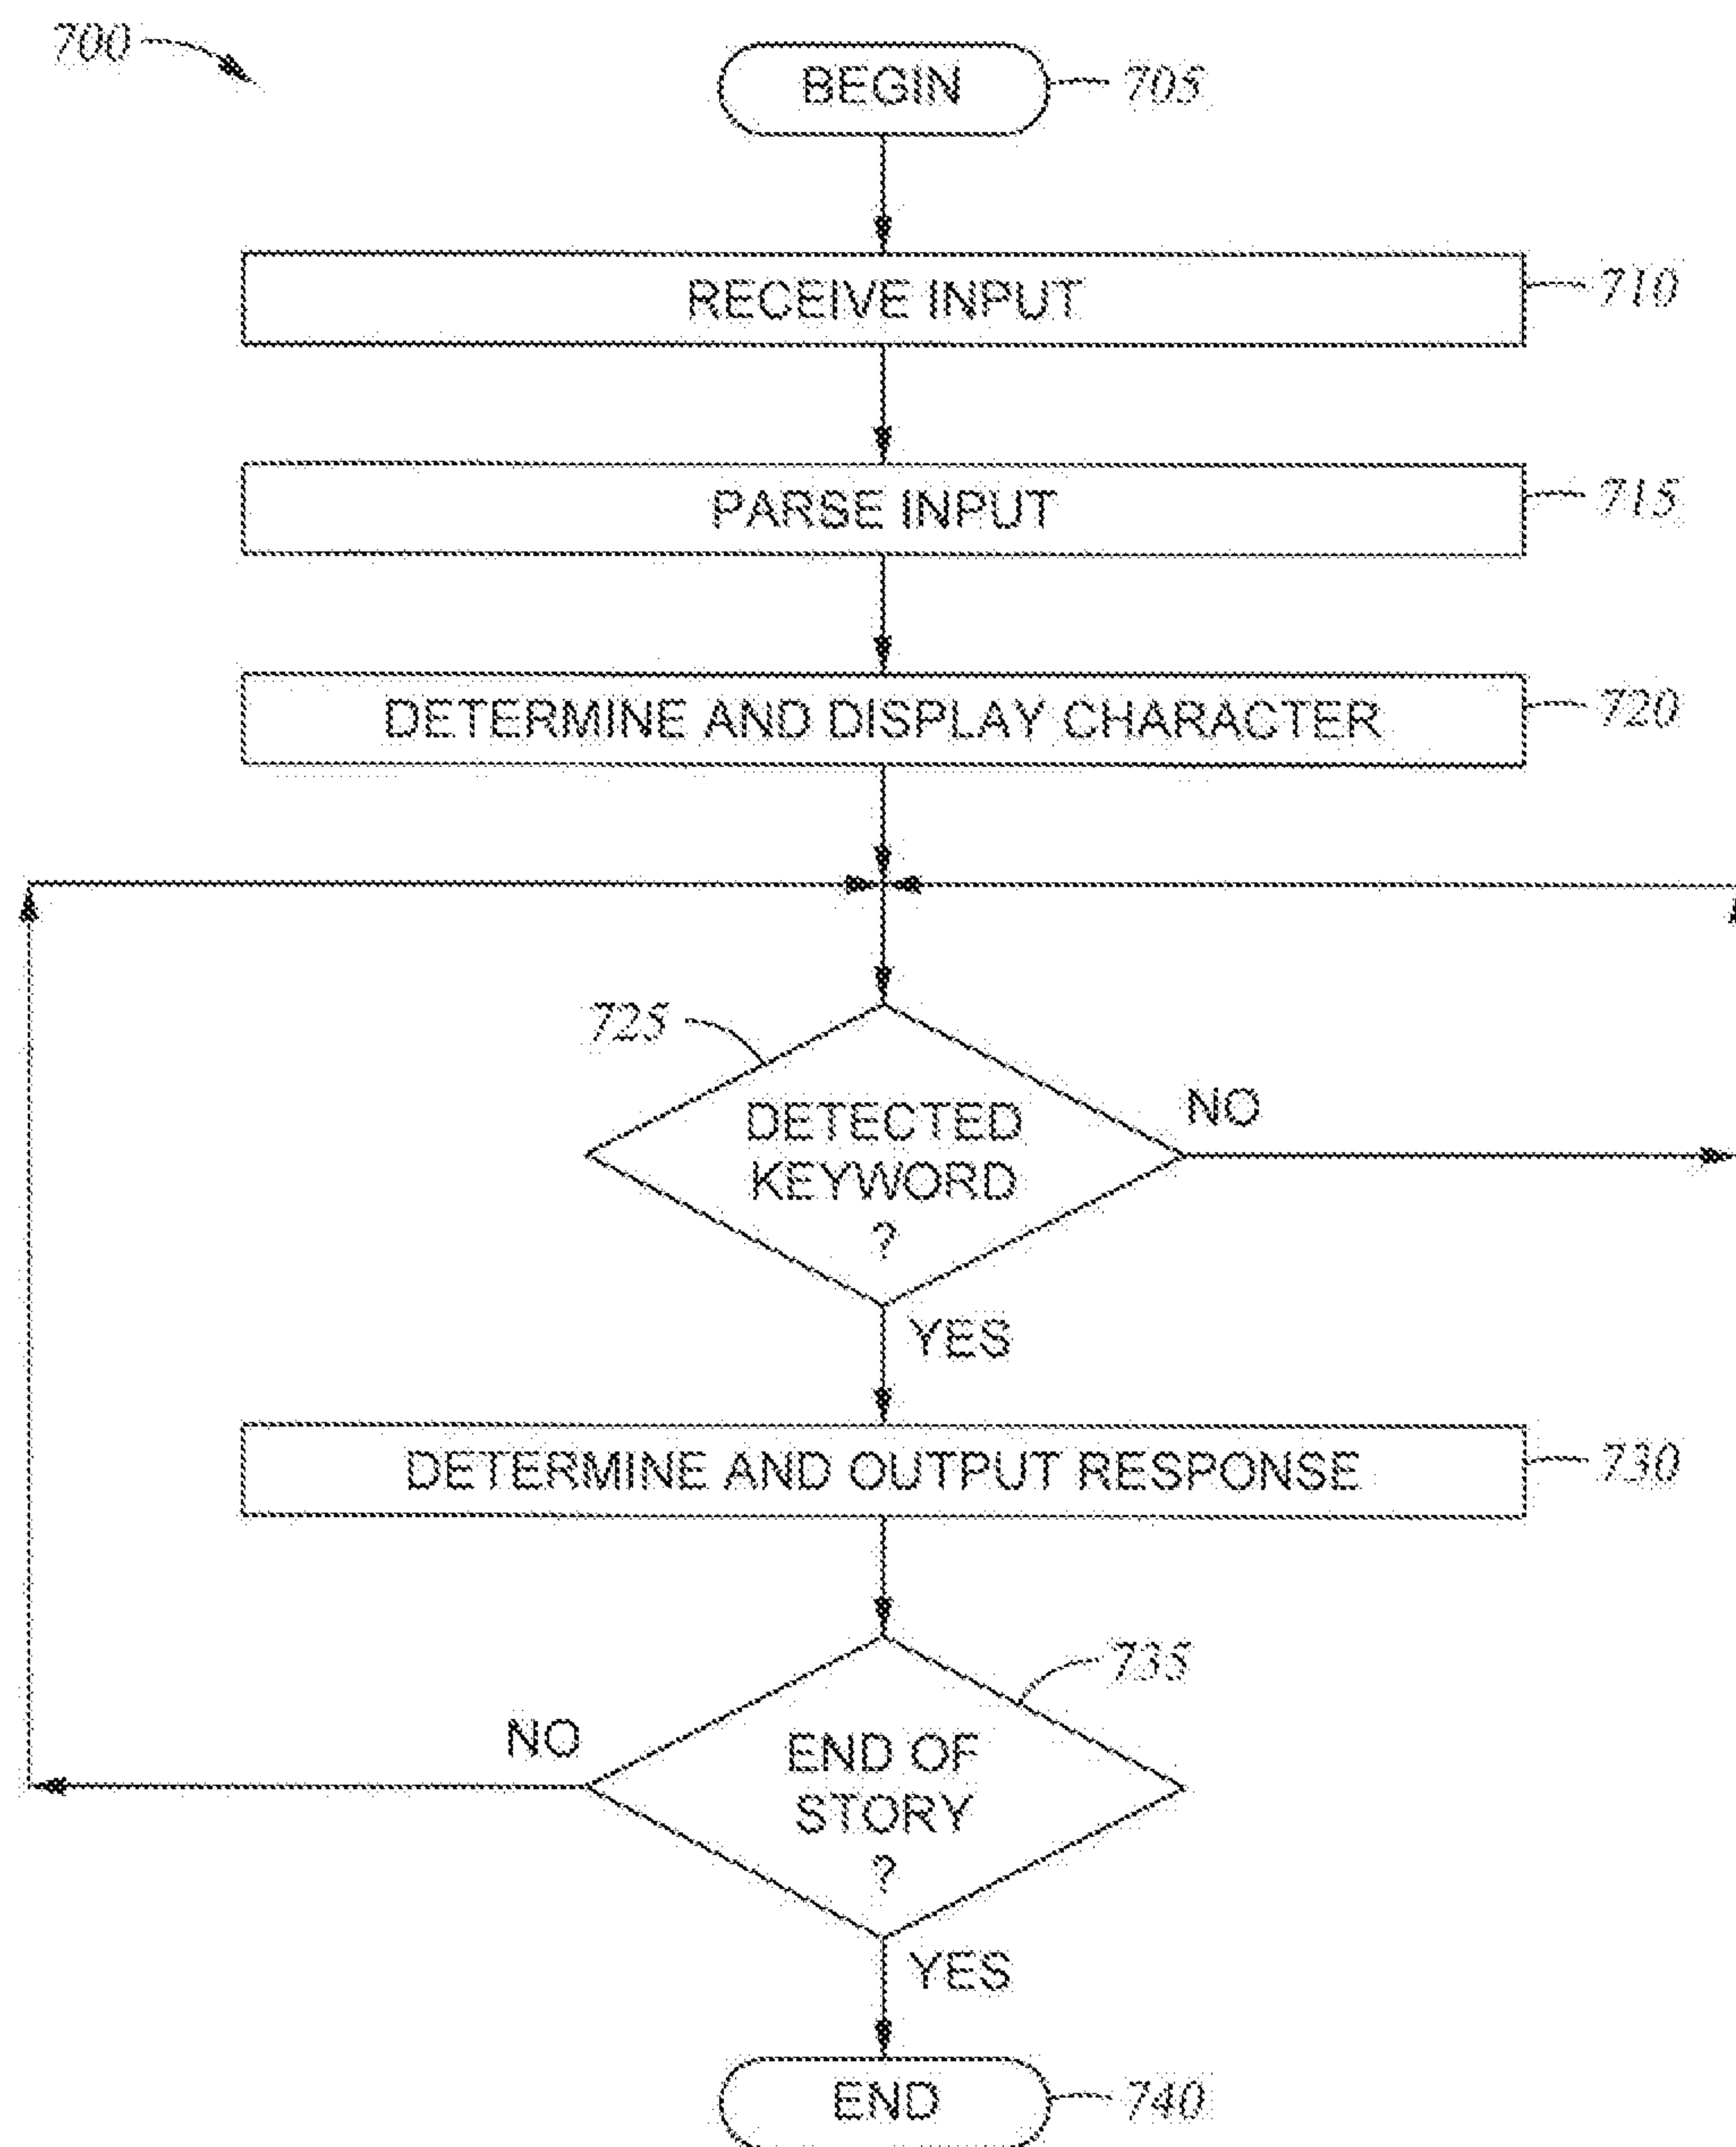 700
BEGIN
705
RECEIVE INPUT
710
PARSE INPUT
715
DETERMINE AND DISPLAY CHARACTER
720
725
DETECTED
KEYWORD
?
NO
YES
DETERMINE AND OUTPUT RESPONSE
730
735
NO
END OF
STORY
?
YES
END
740